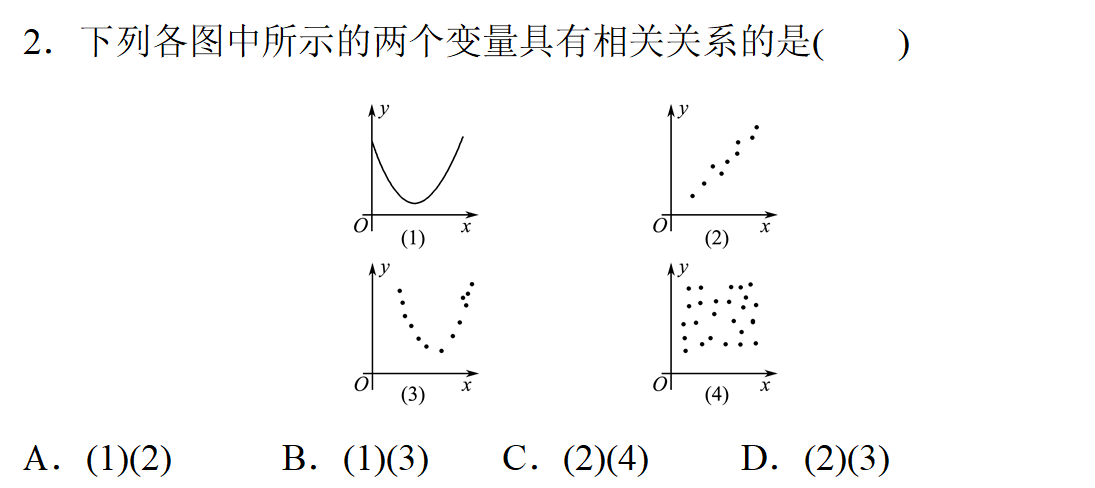 2．下列各图中所示的两个变量具有相关关系的是(　　)
y y
O x O x
(1) (2)
y y
O x O x
(3) (4)
A．(1)(2) B．(1)(3) C．(2)(4) D．(2)(3)